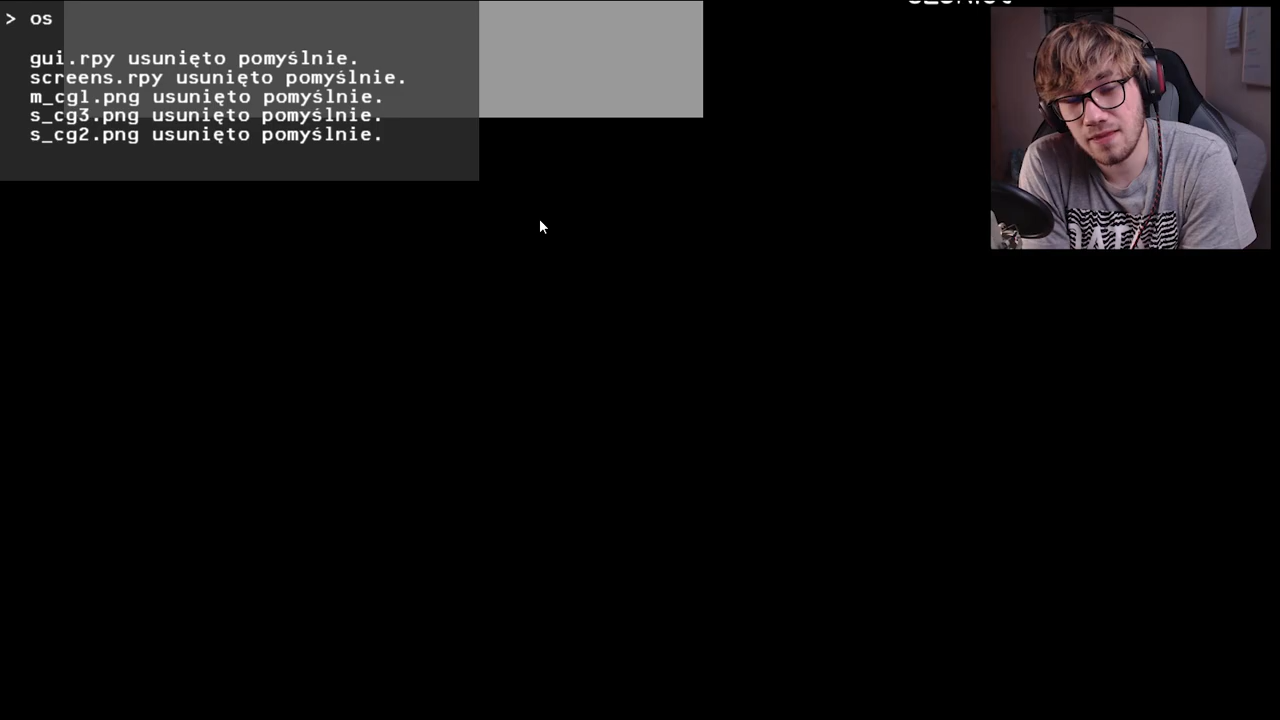 > os
gui.rpy usunięto pomyślnie.
screens.rpy usunięto pomyślnie.
m_cg1.png usunięto pomyślnie.
s_cg3.png usunięto pomyślnie.
s_cg2.png usunięto pomyślnie.